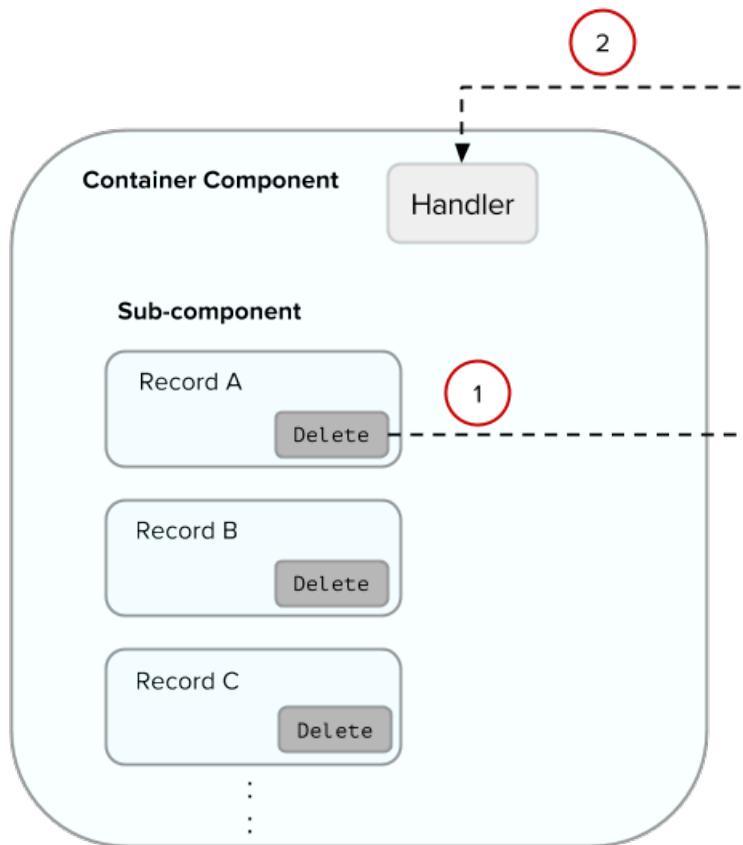 2
Container Component
Handler
Sub-component
Record A
1
Delete
Record B
Delete
Record C
Delete